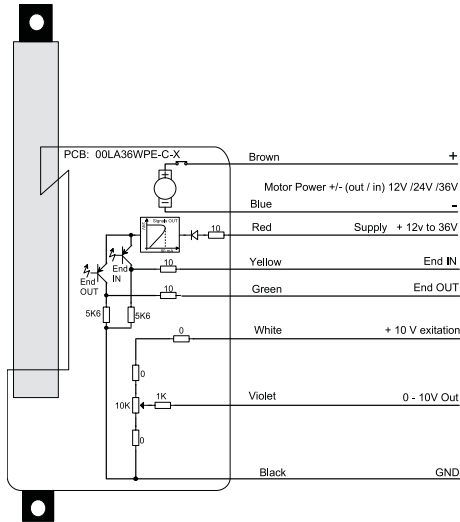 PCB: 00LA36WPE-C-X
Brown +
Motor Power +/- (out / in) 12V /24V /36V
Blue -
Signals OUT
10 Red Supply + 12v to 36V
10 Yellow End IN
End IN
End OUT
10 Green End OUT
5K6 5K6
0 White + 10 V exitation
0
10K 1K Violet 0 - 10V Out
0
Black GND